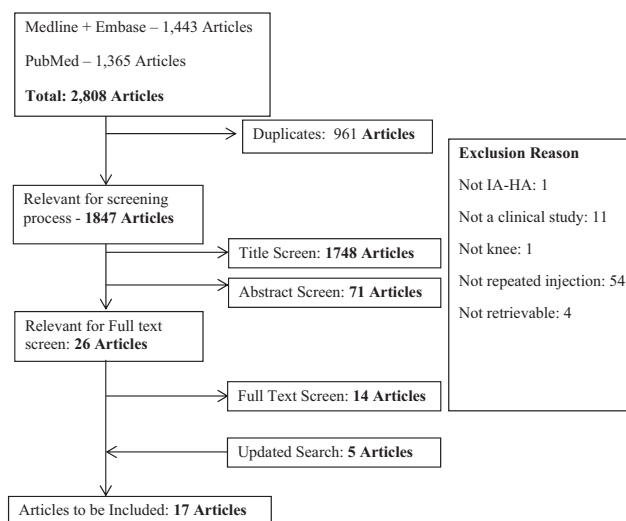 Medline + Embase – 1,443 Articles
PubMed – 1,365 Articles
Total: 2,808 Articles
Duplicates:  961 Articles
Relevant for screening
process - 1847 Articles
Title Screen: 1748 Articles
Abstract Screen: 71 Articles
Relevant for Full text
screen: 26 Articles
Full Text Screen: 14 Articles
Updated Search: 5 Articles
Articles to be Included: 17 Articles
Exclusion Reason
Not IA-HA: 1
Not a clinical study: 11
Not knee: 1
Not repeated injection: 54
Not retrievable: 4